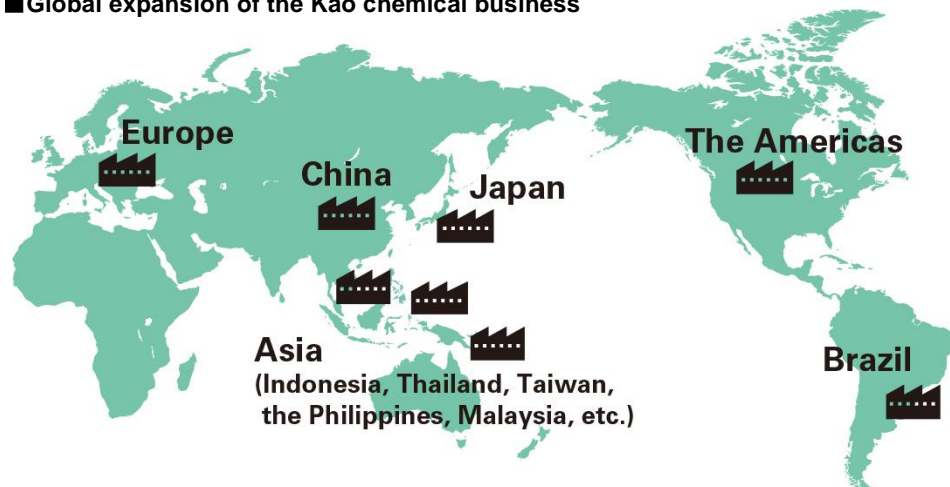 ■Global expansion of the Kao chemical business
Europe
The Americas
China
Japan
Asia
(Indonesia, Thailand, Taiwan,
the Philippines, Malaysia, etc.)
Brazil